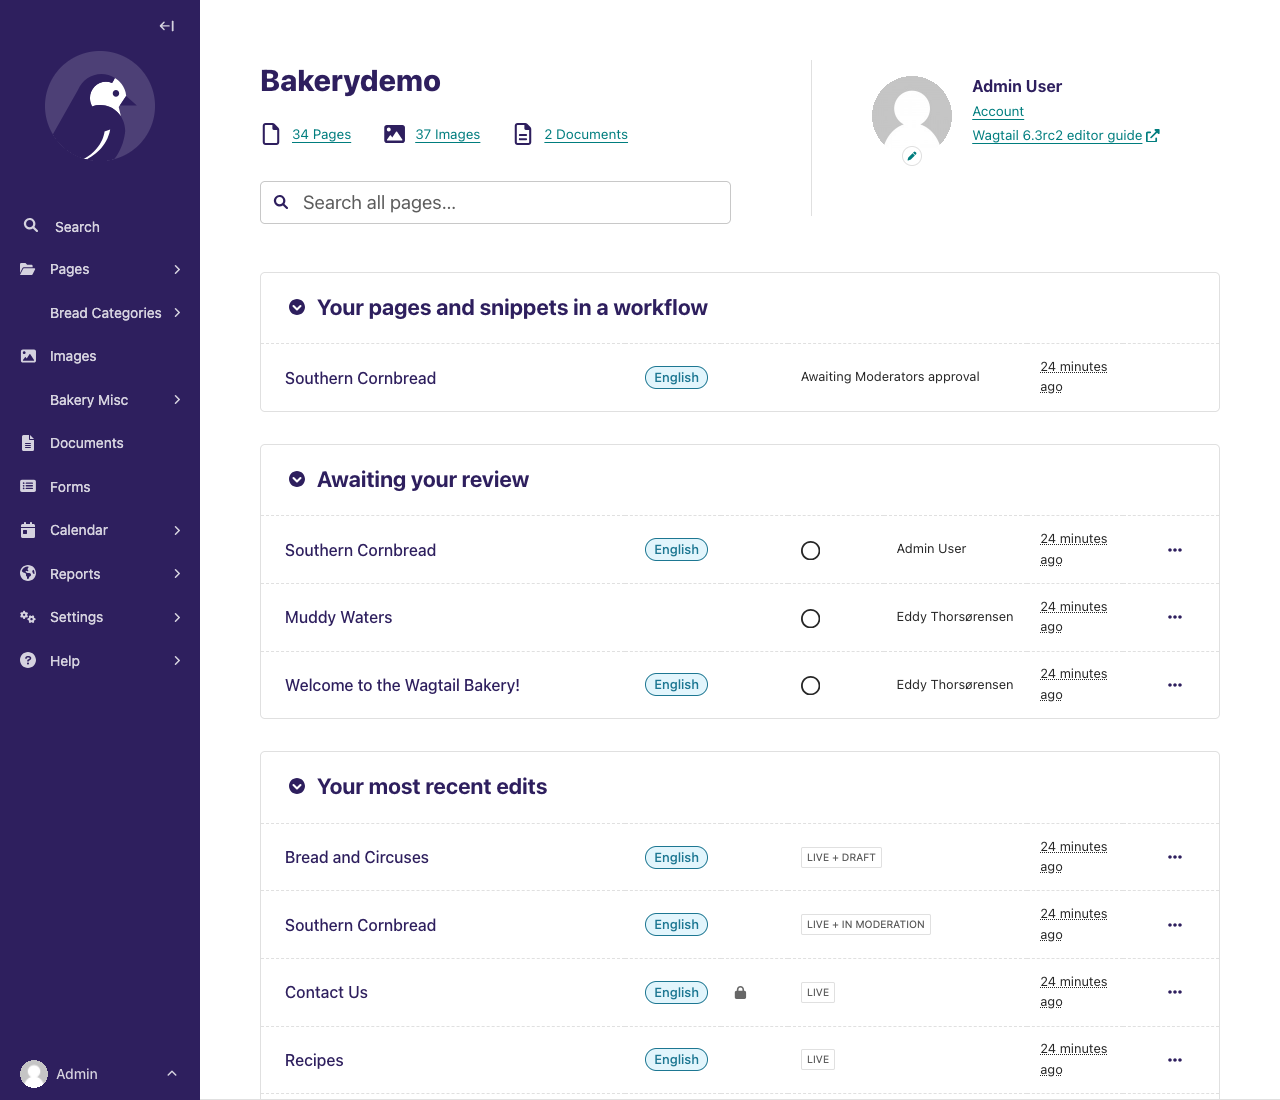 Bakerydemo
34 Pages
37 Images
2 Documents
Search all pages…
Admin User
Account
Wagtail 6.3rc2 editor guide
Search
Pages
Bread Categories
Images
Bakery Misc
Documents
Forms
Calendar
Reports
Settings
Help
Admin
Your pages and snippets in a workflow
Southern Cornbread English Awaiting Moderators approval 24 minutes
ago
Awaiting your review
Southern Cornbread English Admin User 24 minutes
ago
Muddy Waters Eddy Thorsørensen 24 minutes
ago
Welcome to the Wagtail Bakery! English Eddy Thorsørensen 24 minutes
ago
Your most recent edits
Bread and Circuses English LIVE + DRAFT 24 minutes
ago
Southern Cornbread English LIVE + IN MODERATION 24 minutes
ago
Contact Us English LIVE 24 minutes
ago
Recipes English LIVE 24 minutes
ago